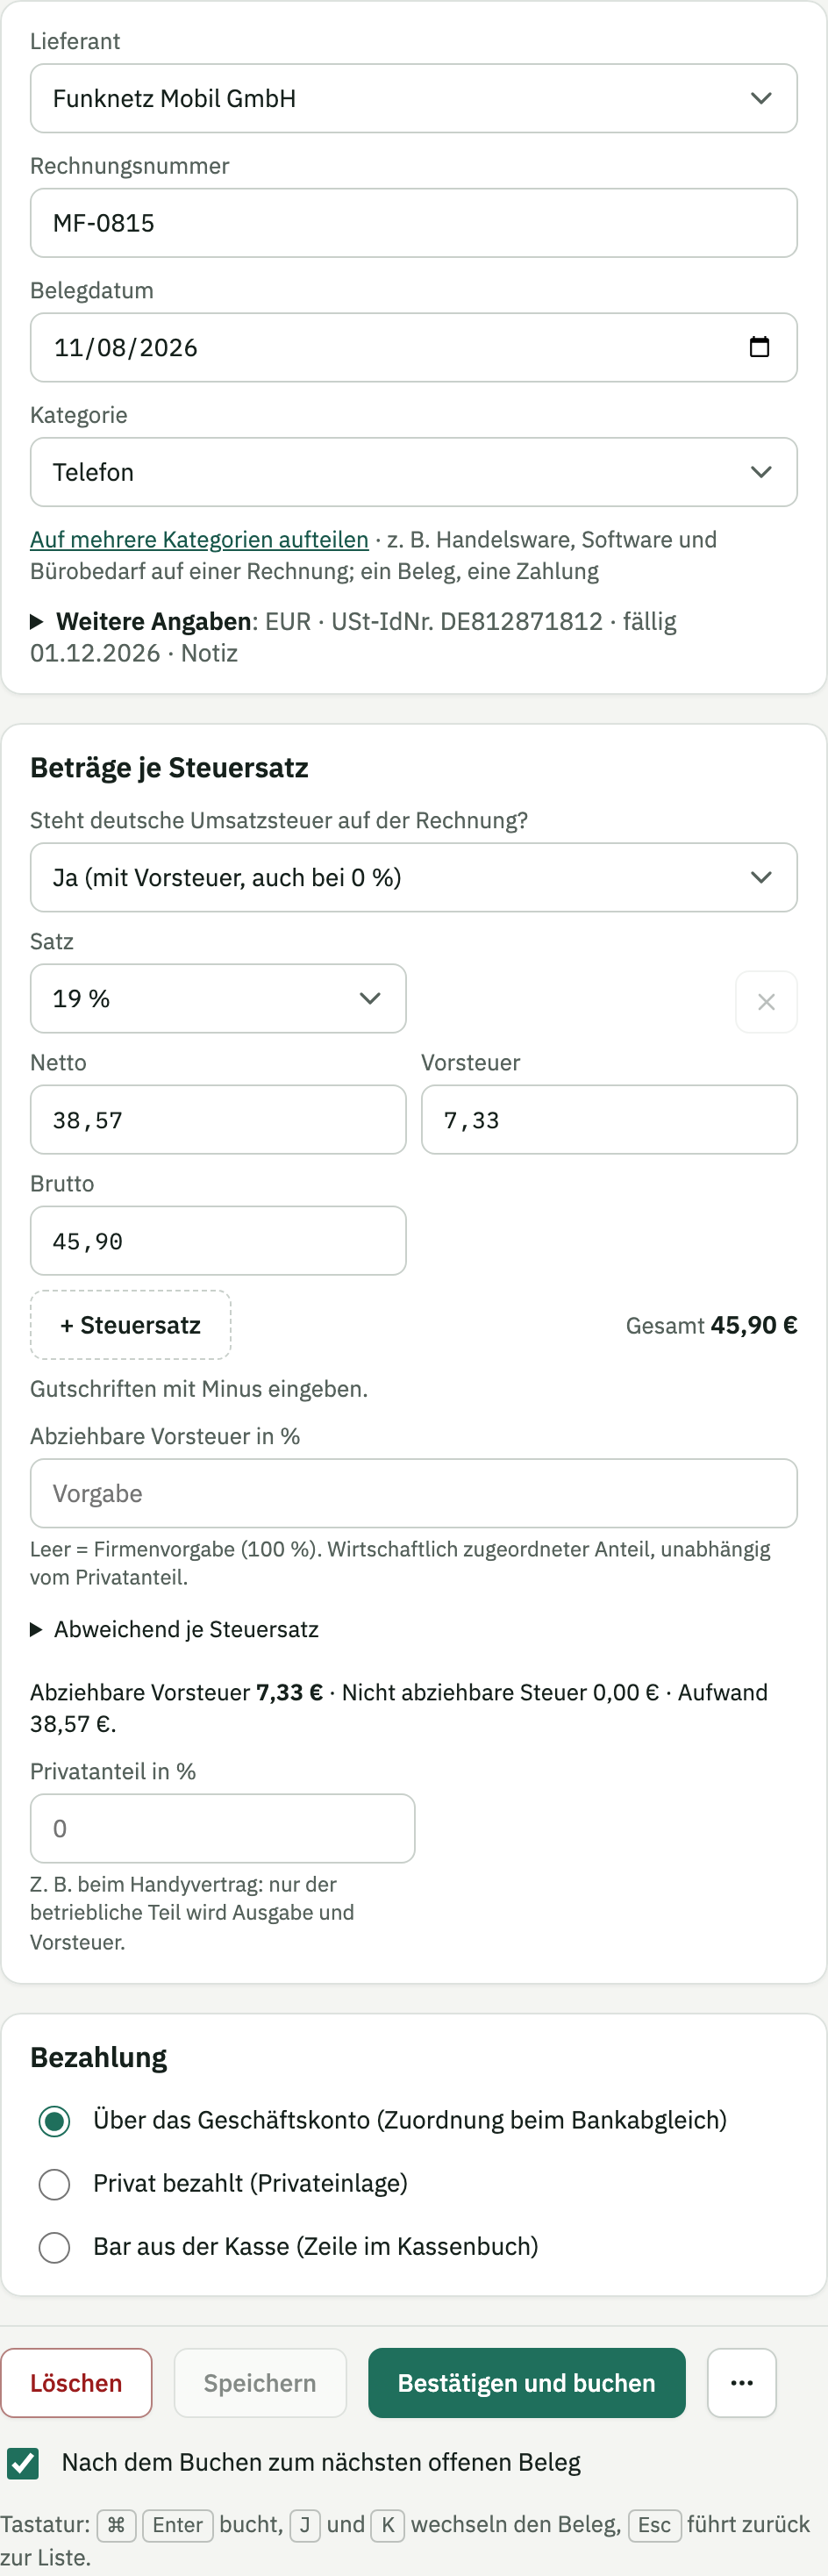 Lieferant
Funknetz Mobil GmbH
Rechnungsnummer
MF-0815
Belegdatum
11/08/2026
Kategorie
Telefon
Auf mehrere Kategorien aufteilen · z. B. Handelsware, Software und
Bürobedarf auf einer Rechnung; ein Beleg, eine Zahlung
Weitere Angaben: EUR · USt-IdNr. DE812871812 · fällig
01.12.2026 · Notiz
Beträge je Steuersatz
Steht deutsche Umsatzsteuer auf der Rechnung?
Ja (mit Vorsteuer, auch bei 0 %)
Satz
19 %
Netto Vorsteuer
38,57 7,33
Brutto
45,90
+ Steuersatz Gesamt 45,90 €
Gutschriften mit Minus eingeben.
Abziehbare Vorsteuer in %
Vorgabe
Leer = Firmenvorgabe (100 %). Wirtschaftlich zugeordneter Anteil, unabhängig
vom Privatanteil.
Abweichend je Steuersatz
Abziehbare Vorsteuer 7,33 € · Nicht abziehbare Steuer 0,00 € · Aufwand
38,57 €.
Privatanteil in %
0
Z. B. beim Handyvertrag: nur der
betriebliche Teil wird Ausgabe und
Vorsteuer.
Bezahlung
Über das Geschäftskonto (Zuordnung beim Bankabgleich)
Privat bezahlt (Privateinlage)
Bar aus der Kasse (Zeile im Kassenbuch)
Löschen Speichern Bestätigen und buchen ···
Nach dem Buchen zum nächsten offenen Beleg
Tastatur: ⌘ Enter bucht, J und K wechseln den Beleg, Esc führt zurück
zur Liste.